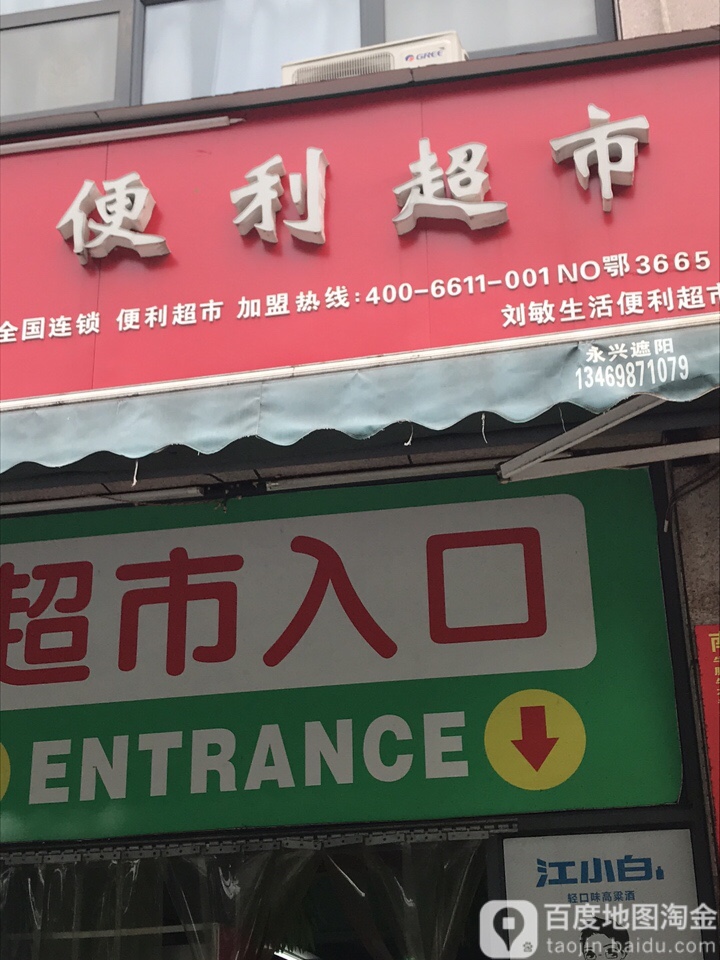 GREE
便利超市
全国连锁 便利超市 加盟热线:400-6611-001 NO鄂3665
刘敏生活便利超市
永兴遮阳
13469871079
超市入口
ENTRANCE
江小白
轻口味高粱酒
百度地图淘金
taojin.baidu.com